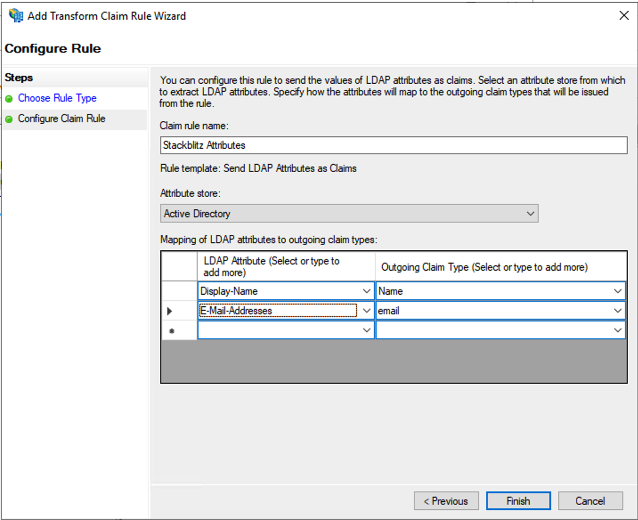 Add Transform Claim Rule Wizard
Configure Rule
Steps
Choose Rule Type
Configure Claim Rule
You can configure this rule to send the values of LDAP attributes as claims. Select an attribute store from which
to extract LDAP attributes. Specify how the attributes will map to the outgoing claim types that will be issued
from the rule.
Claim rule name:
Stackblitz Attributes
Rule template: Send LDAP Attributes as Claims
Attribute store:
Active Directory
Mapping of LDAP attributes to outgoing claim types:
LDAP Attribute (Select or type to
add more)
Outgoing Claim Type (Select or type to add more)
Display-Name
Name
E-Mail-Addresses
email
< Previous
Finish
Cancel